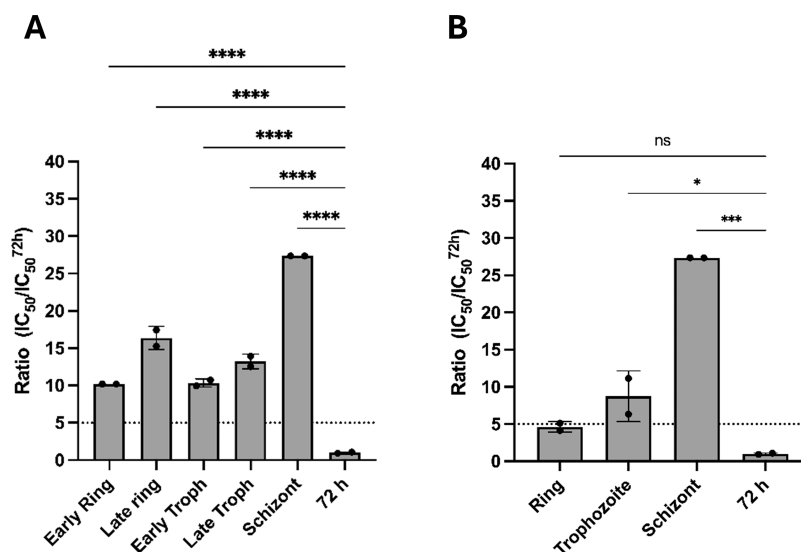 A
****
****
****
****
****
Ratio (IC50/IC50 72h)
40
35
30
25
20
15
10
5
0
Early Ring
Late ring
Early Troph
Late Troph
Schizont
72 h
B
ns
*
***
Ratio (IC50/IC50 72h)
40
35
30
25
20
15
10
5
0
Ring
Trophozoite
Schizont
72 h